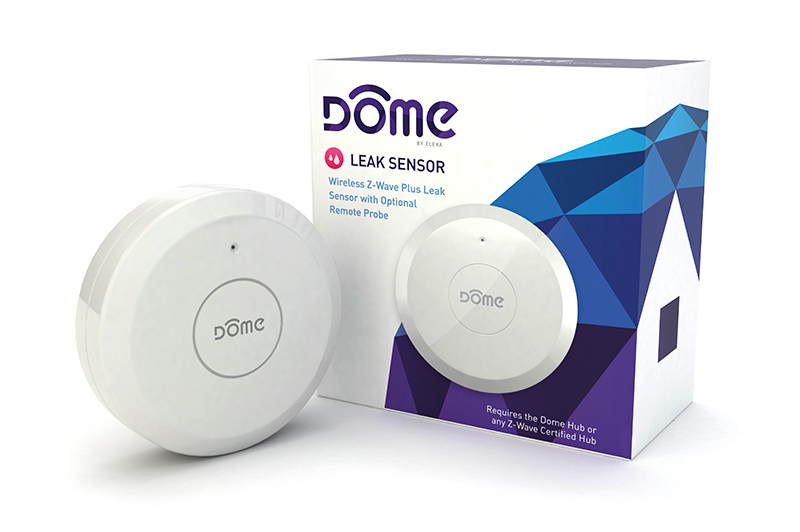 DOME
BY ELEXA
LEAK SENSOR
Wireless Z-Wave Plus Leak
Sensor with Optional
Remote Probe
DOME
DOME
Requires the Dome Hub or
any Z-Wave Certified Hub